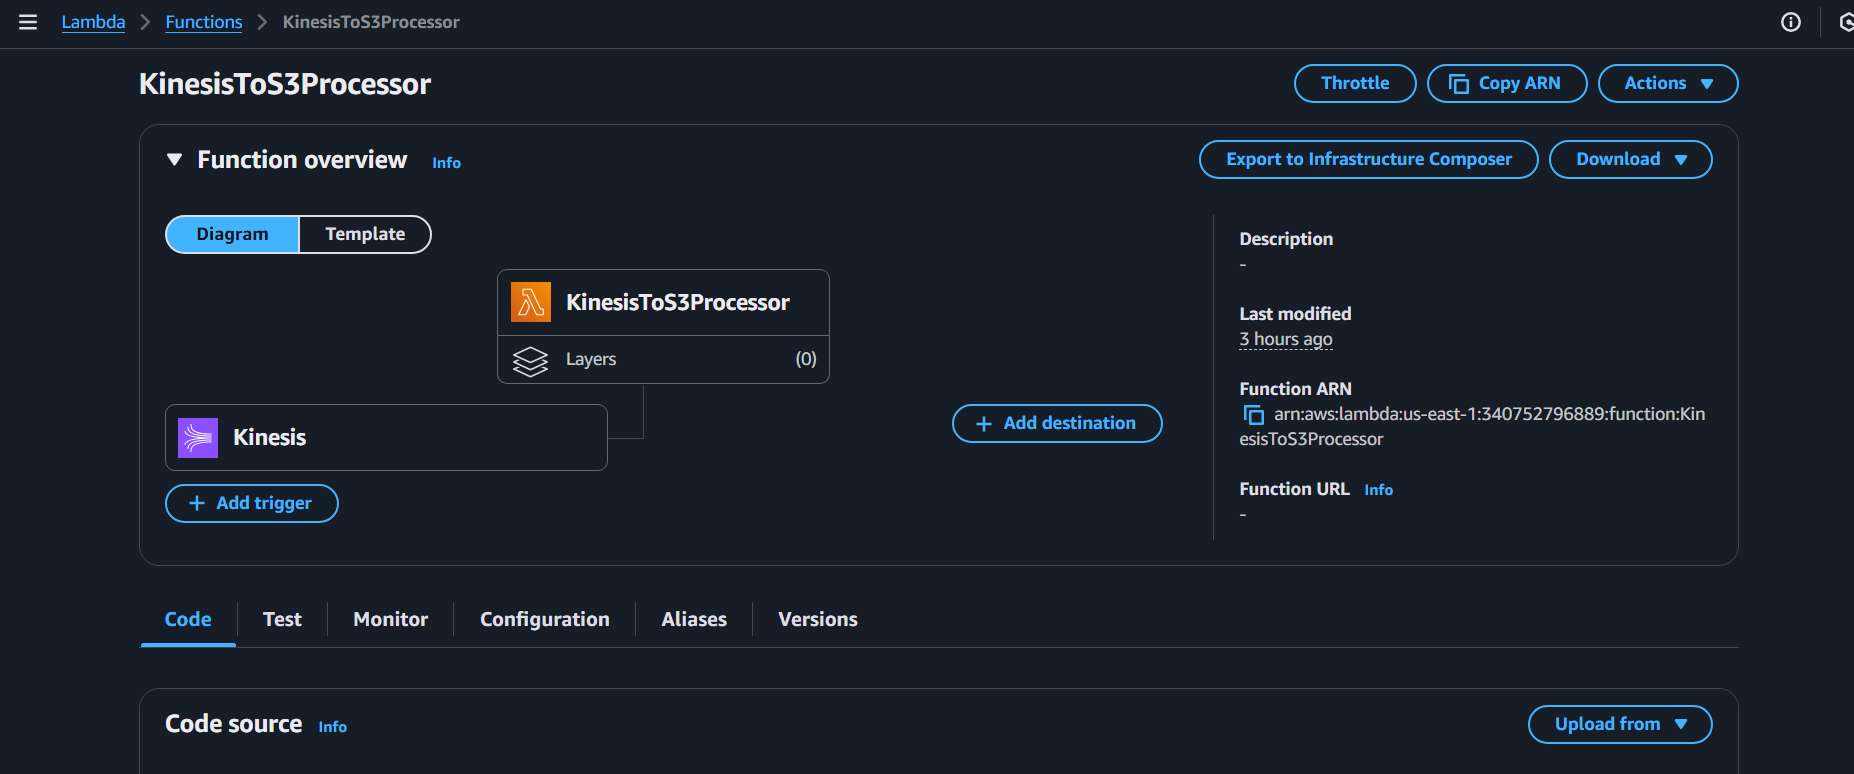 Lambda > Functions > KinesisToS3Processor
KinesisToS3Processor
Throttle
Copy ARN
Actions
Function overview Info
Export to Infrastructure Composer
Download
Diagram
Template
KinesisToS3Processor
Layers (0)
Kinesis
+ Add trigger
+ Add destination
Description
-
Last modified
3 hours ago
Function ARN
arn:aws:lambda:us-east-1:340752796889:function:Kin
esisToS3Processor
Function URL Info
-
Code
Test
Monitor
Configuration
Aliases
Versions
Code source Info
Upload from